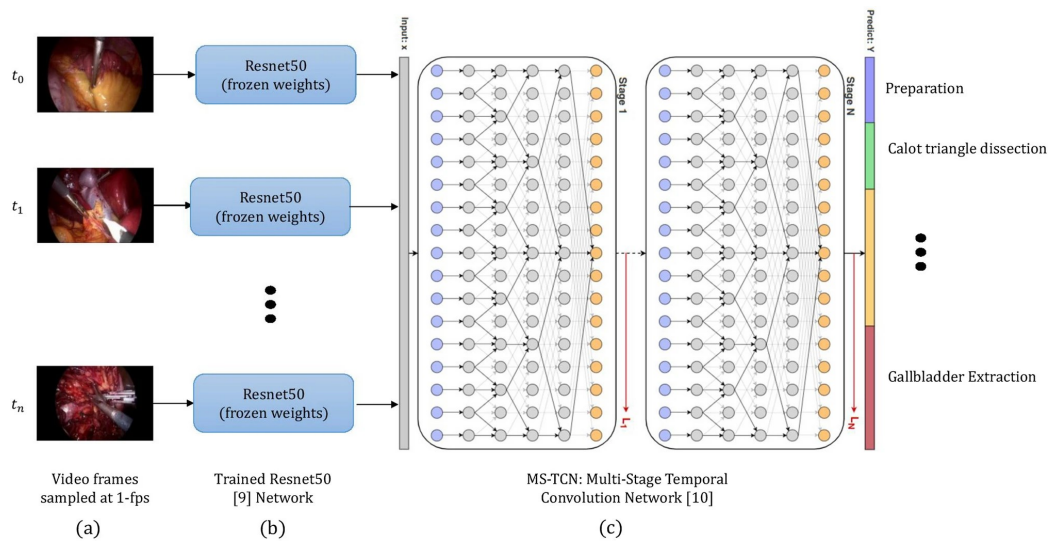 Input: x
Predict: Y
t0
Resnet50
(frozen weights)
Stage 1
Stage N
Preparation
Calot triangle dissection
t1
Resnet50
(frozen weights)
tn
Resnet50
(frozen weights)
L1
LN
Gallbladder Extraction
Video frames
sampled at 1-fps
Trained Resnet50
[9] Network
MS-TCN: Multi-Stage Temporal
Convolution Network [10]
(a)
(b)
(c)